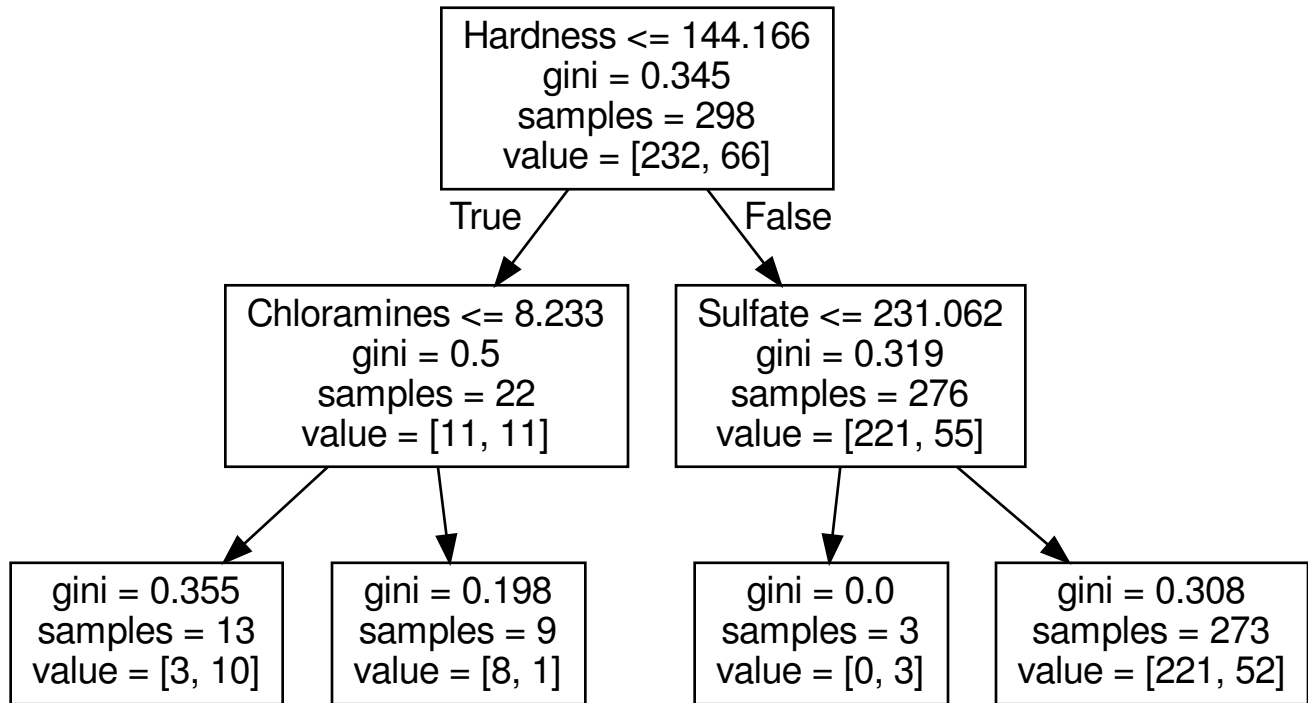 Hardness <= 144.166
gini = 0.345
samples = 298
value = [232, 66]
True
False
Chloramines <= 8.233
gini = 0.5
samples = 22
value = [11, 11]
Sulfate <= 231.062
gini = 0.319
samples = 276
value = [221, 55]
gini = 0.355
samples = 13
value = [3, 10]
gini = 0.198
samples = 9
value = [8, 1]
gini = 0.0
samples = 3
value = [0, 3]
gini = 0.308
samples = 273
value = [221, 52]